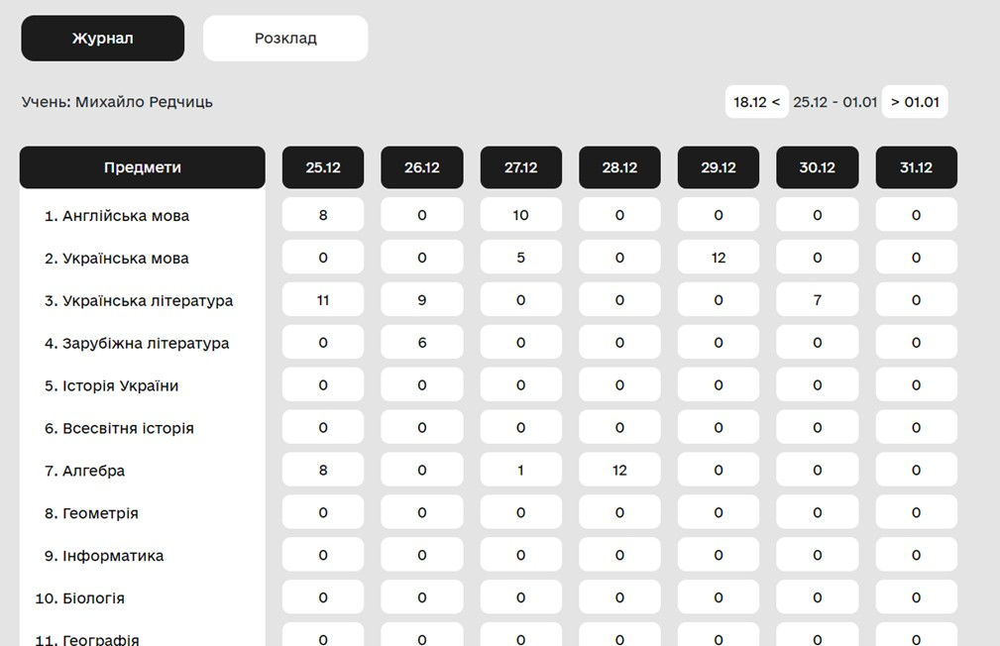 Журнал Розклад
Учень: Михайло Редчиць 18.12 < 25.12 - 01.01 > 01.01
Предмети 25.12 26.12 27.12 28.12 29.12 30.12 31.12
1. Англійська мова 8 0 10 0 0 0 0
2. Українська мова 0 0 5 0 12 0 0
3. Українська література 11 9 0 0 0 7 0
4. Зарубіжна література 0 6 0 0 0 0 0
5. Історія України 0 0 0 0 0 0 0
6. Всесвітня історія 0 0 0 0 0 0 0
7. Алгебра 8 0 1 12 0 0 0
8. Геометрія 0 0 0 0 0 0 0
9. Інформатика 0 0 0 0 0 0 0
10. Біологія 0 0 0 0 0 0 0
11. Географія 0 0 0 0 0 0 0